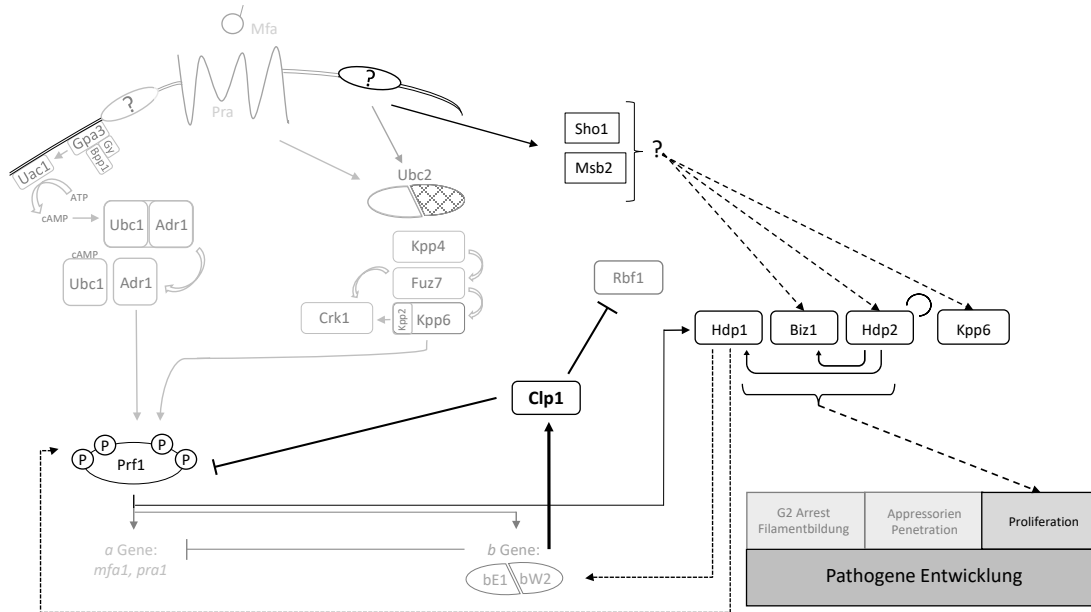 Mfa
?
?
Pra
Gpa3
Gγ
Bpp1
Uac1
ATP
cAMP
Ubc1
Adr1
cAMP
Ubc1
Adr1
Ubc2
Kpp4
Fuz7
Kpp2
Kpp6
Crk1
Sho1
Msb2
?
Rbf1
Hdp1
Biz1
Hdp2
Kpp6
Clp1
P
P
P
P
Prf1
a Gene:
mfa1, pra1
b Gene:
bE1
bW2
G2 Arrest
Filamentbildung
Appressorien
Penetration
Proliferation
Pathogene Entwicklung